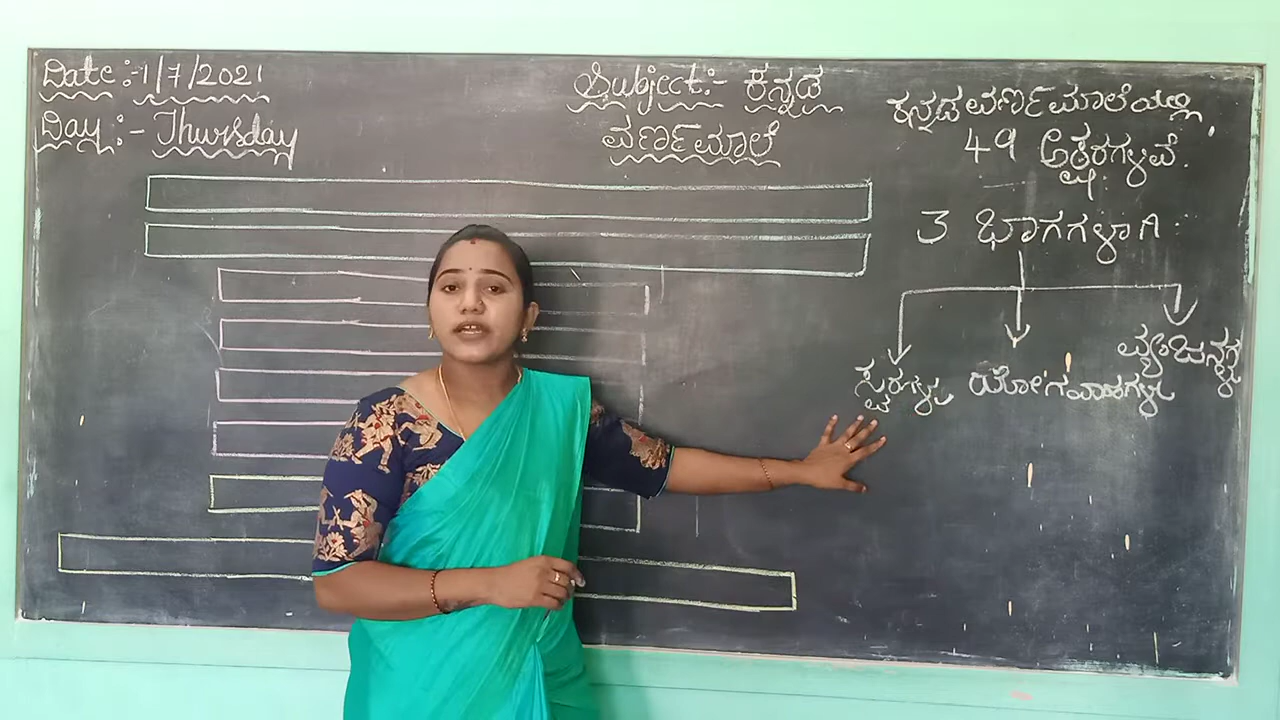 Date :- 1/7/2021
Day :- Thursday
Subject :- ಕನ್ನಡ
ವರ್ಣಮಾಲೆ
ಕನ್ನಡ ವರ್ಣಮಾಲೆಯಲ್ಲಿ
49 ಅಕ್ಷರಗಳಿವೆ.
3 ಭಾಗಗಳಾಗಿ :
ಸ್ವರಗಳು ಯೋಗವಾಹಗಳು